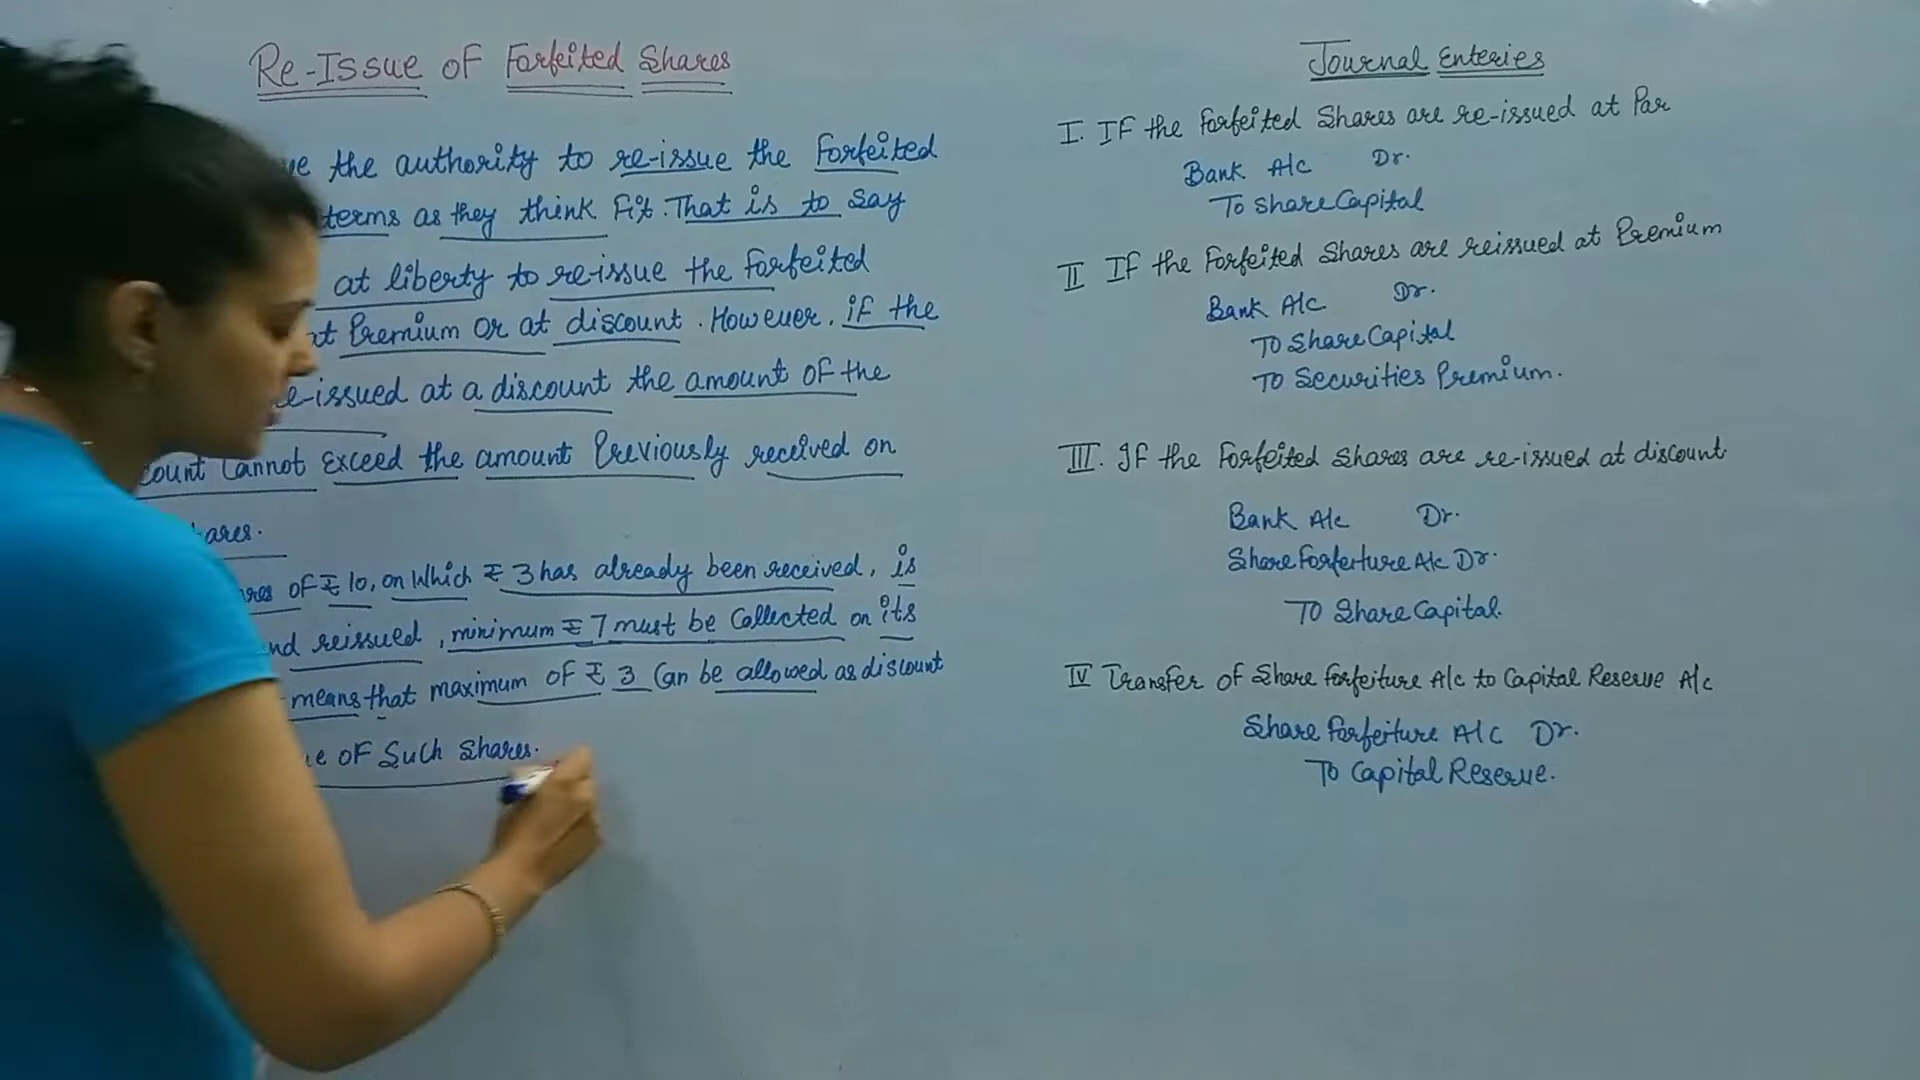 Re-Issue of Forfeited Shares
the authority to re-issue the Forfeited
terms as they think Fit. That is to say
at liberty to re-issue the forfeited
at Premium or at discount. However, if the
e-issued at a discount the amount of the
count Cannot exceed the amount Previously received on
ares.
res of ₹ 10, on which ₹ 3 has already been received, is
nd reissued, minimum ₹ 7 must be Collected on its
means that maximum of ₹ 3 Can be allowed as discount
ue of Such Shares.
Journal Enteries
I. If the forfeited Shares are re-issued at Par
Bank A/c Dr.
To Share Capital
II If the Forfeited Shares are reissued at Premium
Bank A/c Dr.
To Share Capital
To Securities Premium.
III. If the Forfeited Shares are re-issued at discount.
Bank A/c Dr.
Share Forfeiture A/c Dr.
To Share Capital.
IV Transfer of Share forfeiture A/c to Capital Reserve A/c
Share Forfeiture A/c Dr.
To Capital Reserve.